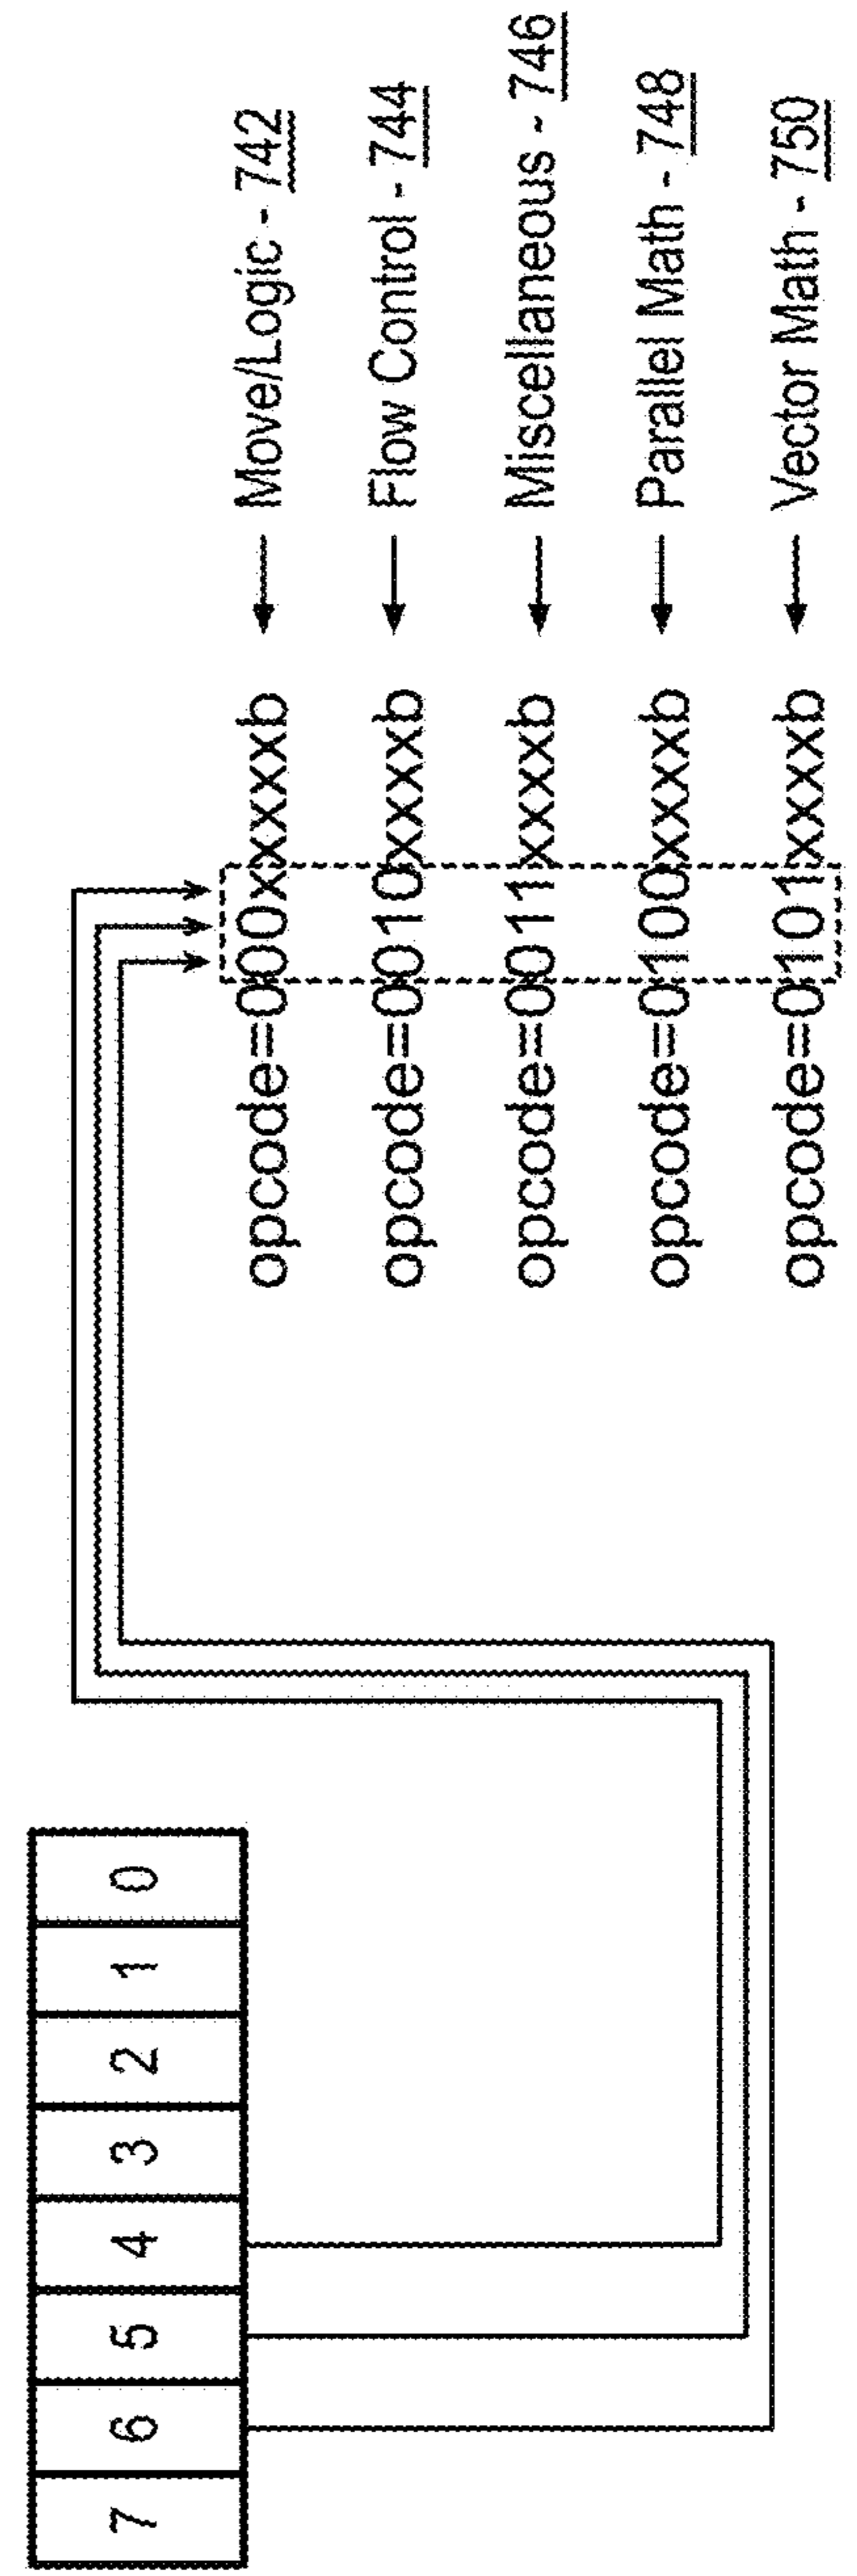 7 6 5 4 3 2 1 0
opcode=000xxxxxb ← Move/Logic - 742
opcode=0010xxxxb ← Flow Control - 744
opcode=0011xxxxb ← Miscellaneous - 746
opcode=0100xxxxb ← Parallel Math - 748
opcode=0101xxxxb ← Vector Math - 750